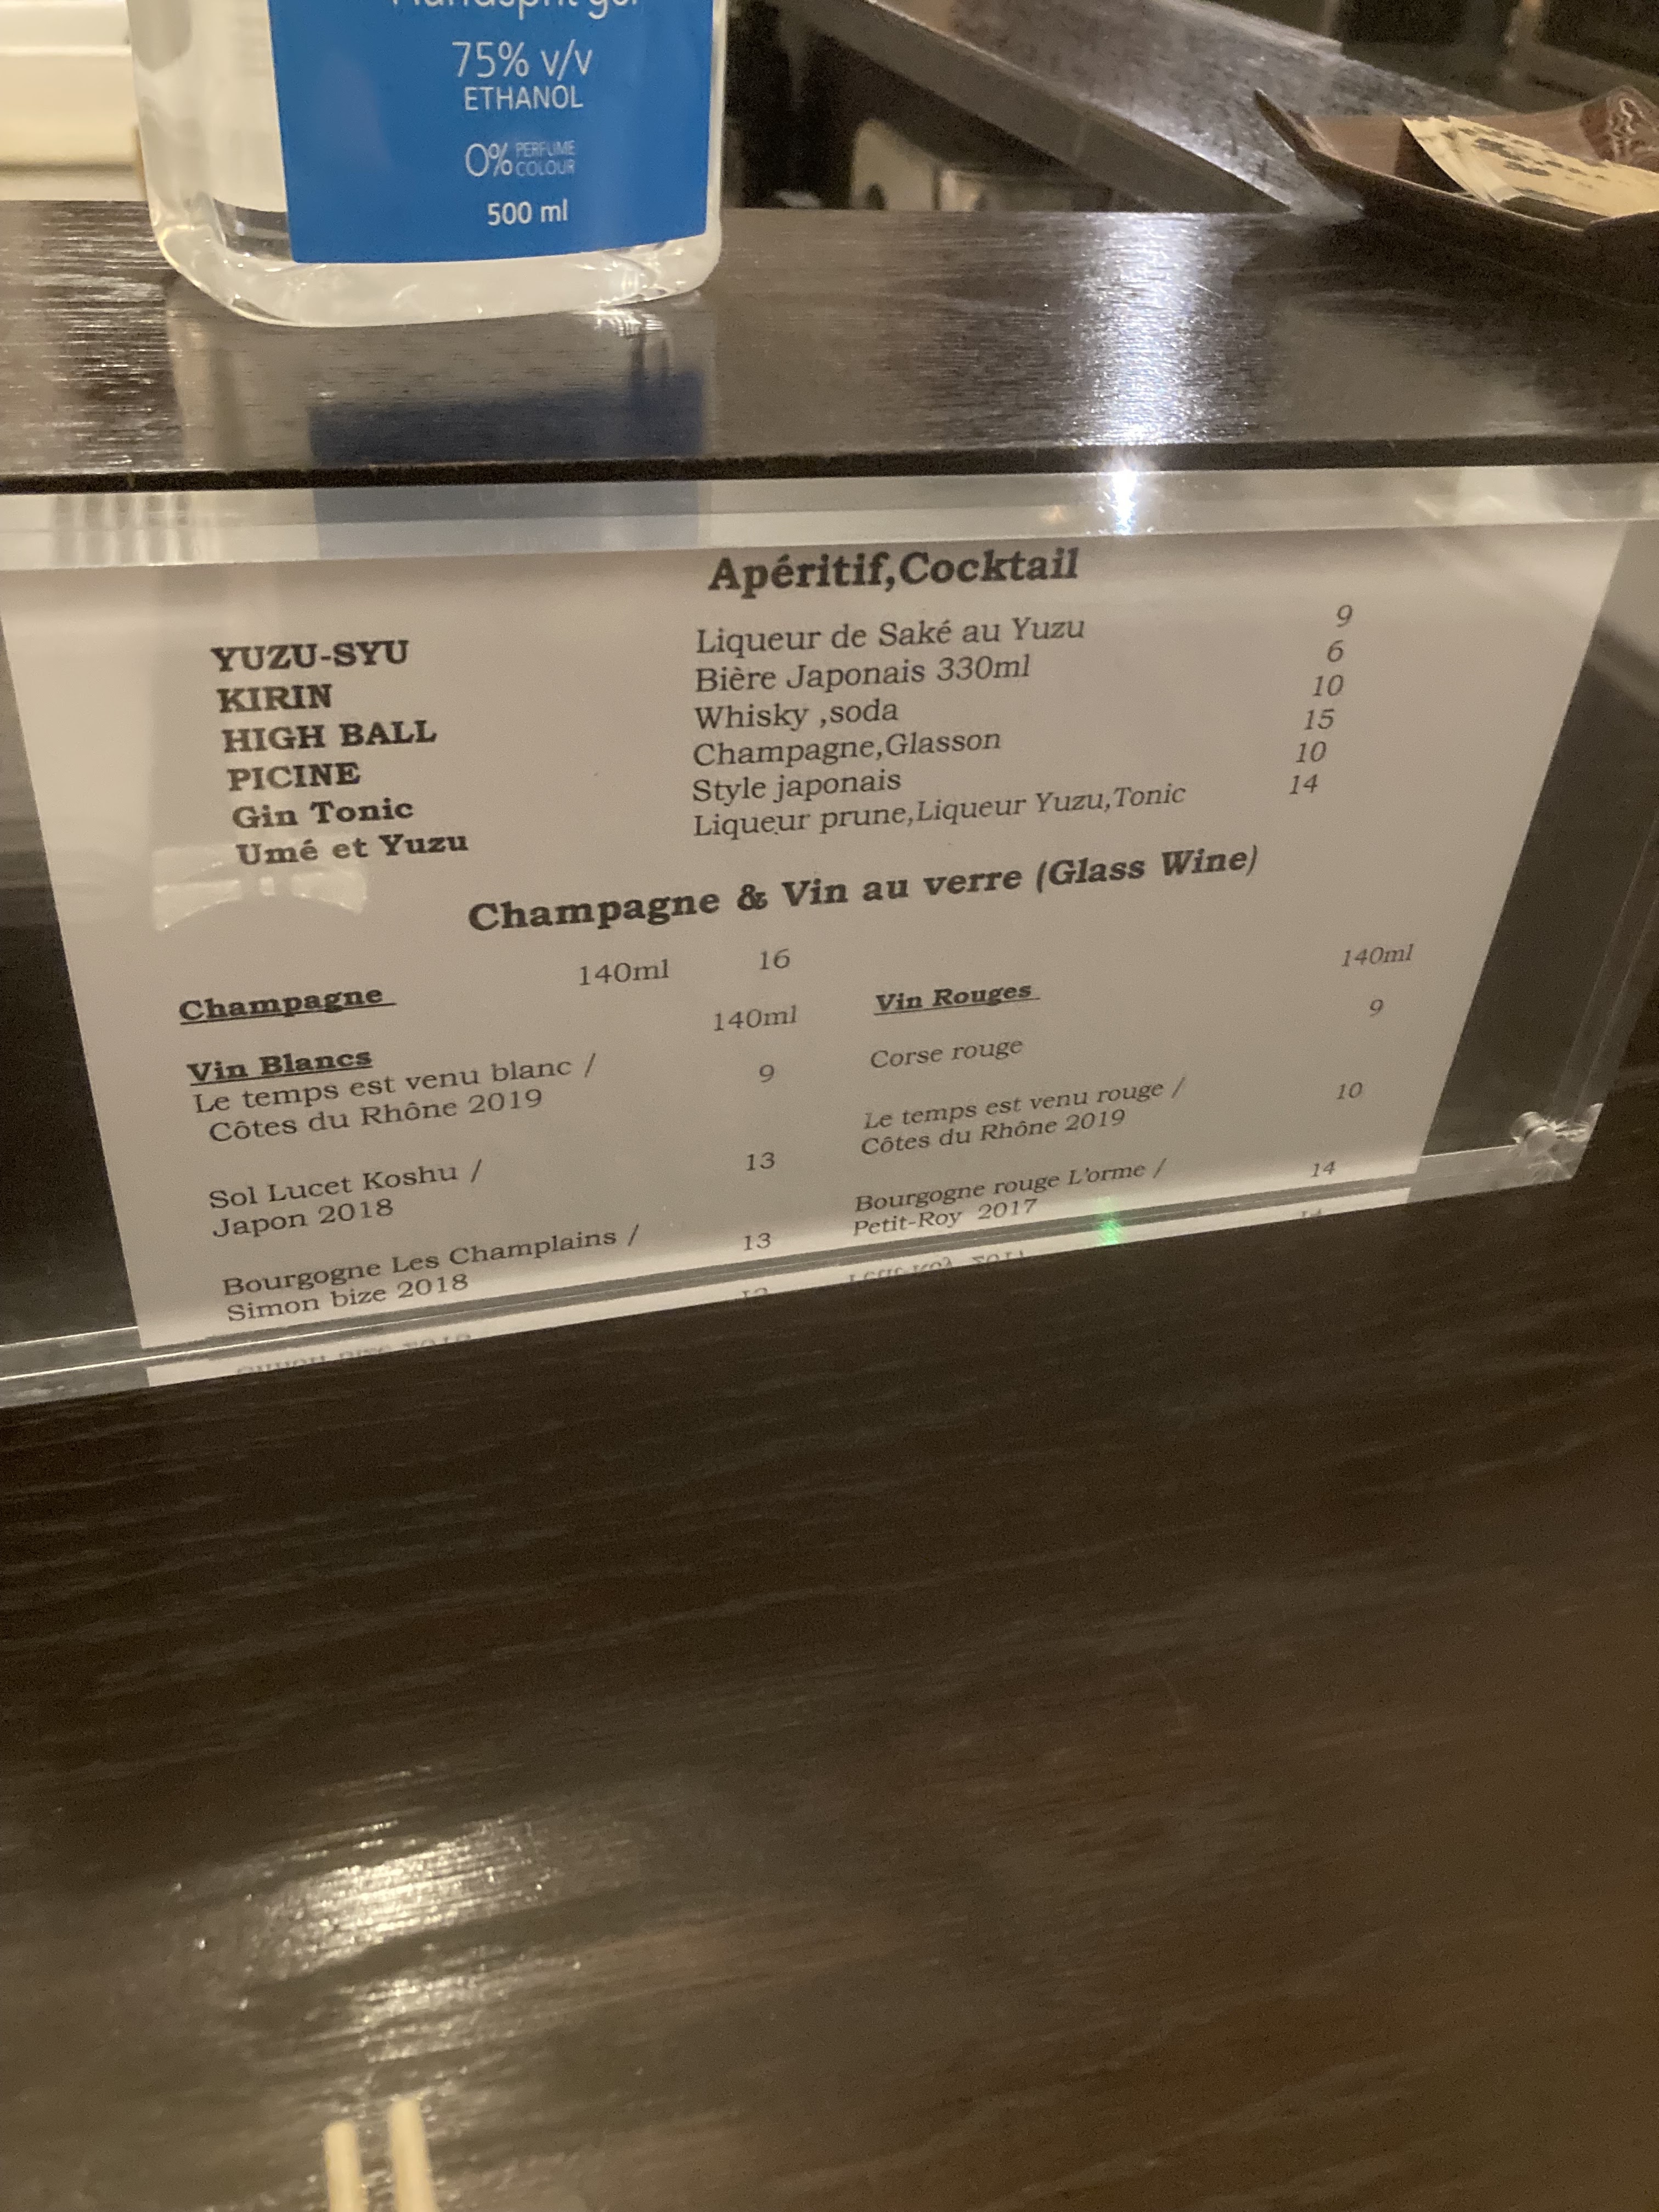 75% v/v
ETHANOL
0% PERFUME
COLOUR
500 ml
Apéritif,Cocktail
YUZU-SYU Liqueur de Saké au Yuzu 9
KIRIN Bière Japonais 330ml 6
HIGH BALL Whisky ,soda 10
PICINE Champagne,Glasson 15
Gin Tonic Style japonais 10
Umé et Yuzu Liqueur prune,Liqueur Yuzu,Tonic 14
Champagne & Vin au verre (Glass Wine)
Champagne 140ml 16
Vin Blancs 140ml
Le temps est venu blanc / 9
Côtes du Rhône 2019
Sol Lucet Koshu / 13
Japon 2018
Bourgogne Les Champlains / 13
Simon bize 2018
Vin Rouges 140ml
Corse rouge 9
Le temps est venu rouge / 10
Côtes du Rhône 2019
Bourgogne rouge L'orme / 14
Petit-Roy 2017